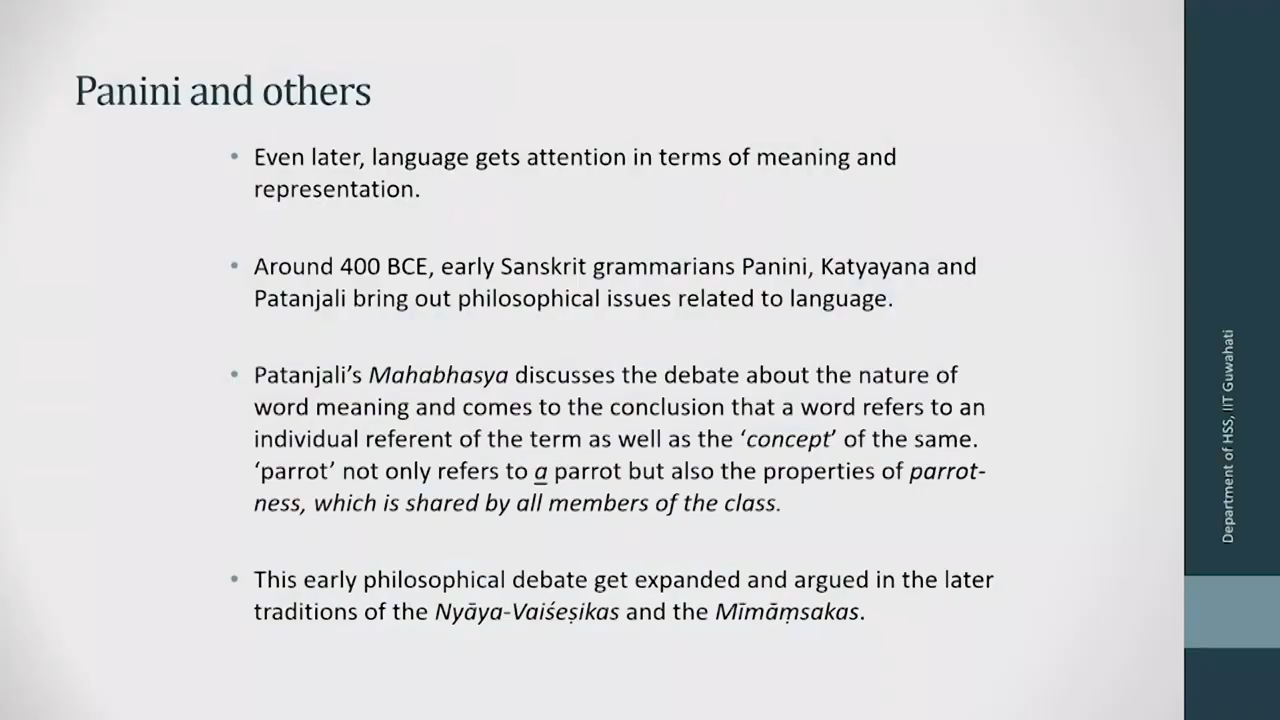 Panini and others
• Even later, language gets attention in terms of meaning and
representation.
• Around 400 BCE, early Sanskrit grammarians Panini, Katyayana and
Patanjali bring out philosophical issues related to language.
• Patanjali’s Mahabhasya discusses the debate about the nature of
word meaning and comes to the conclusion that a word refers to an
individual referent of the term as well as the ‘concept’ of the same.
‘parrot’ not only refers to a parrot but also the properties of parrot-
ness, which is shared by all members of the class.
• This early philosophical debate get expanded and argued in the later
traditions of the Nyāya-Vaiśeṣikas and the Mīmāṃsakas.
Department of HSS, IIT Guwahati